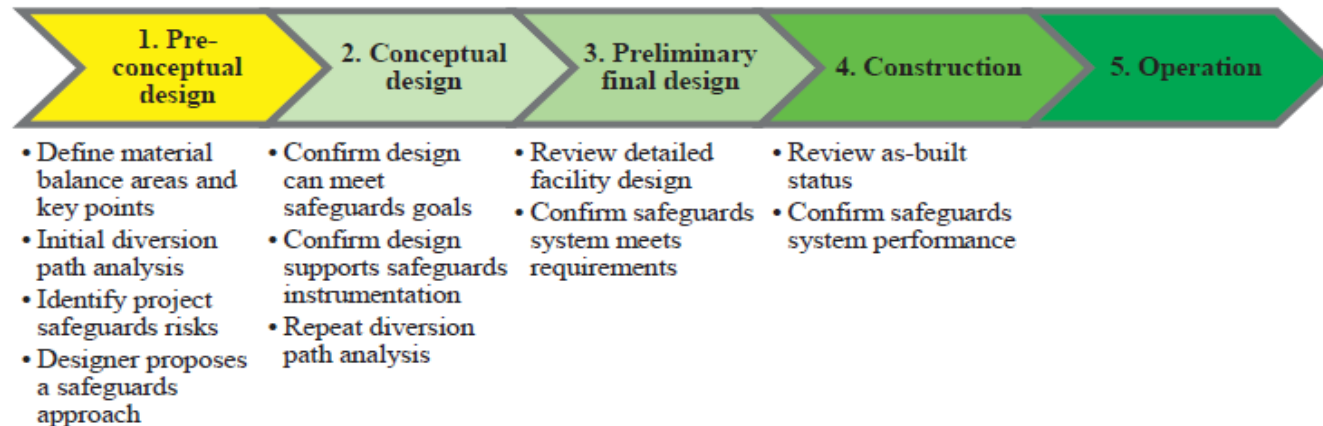 1. Pre-
conceptual
design
2. Conceptual
design
3. Preliminary
final design
4. Construction
5. Operation
• Define material
balance areas and
key points
• Initial diversion
path analysis
• Identify project
safeguards risks
• Designer proposes
a safeguards
approach
• Confirm design
can meet
safeguards goals
• Confirm design
supports safeguards
instrumentation
• Repeat diversion
path analysis
• Review detailed
facility design
• Confirm safeguards
system meets
requirements
• Review as-built
status
• Confirm safeguards
system performance